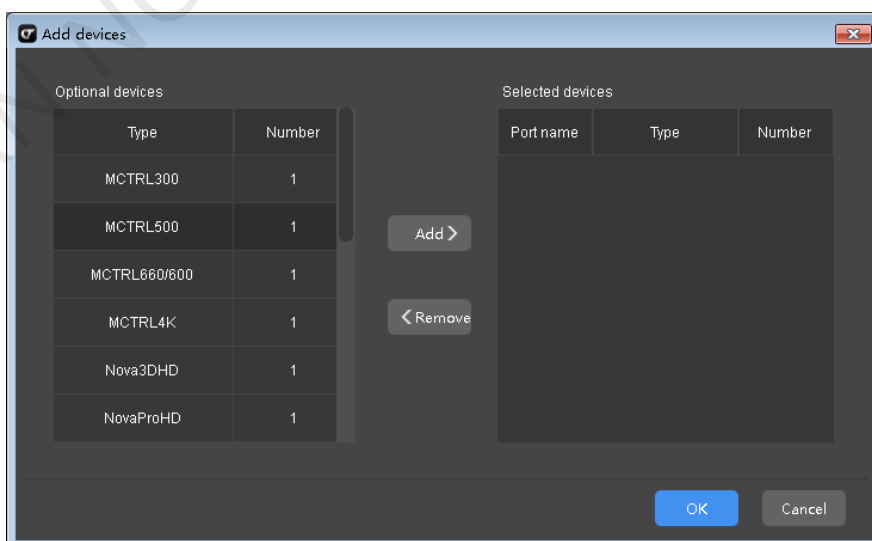 Add devices
Optional devices
Selected devices
Type Number
Port name Type Number
MCTRL300 1
MCTRL500 1
MCTRL660/600 1
MCTRL4K 1
Nova3DHD 1
NovaProHD 1
Add
Remove
OK Cancel